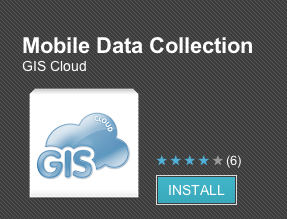 Mobile Data Collection
GIS Cloud
CLOUD
GIS
(6)
INSTALL